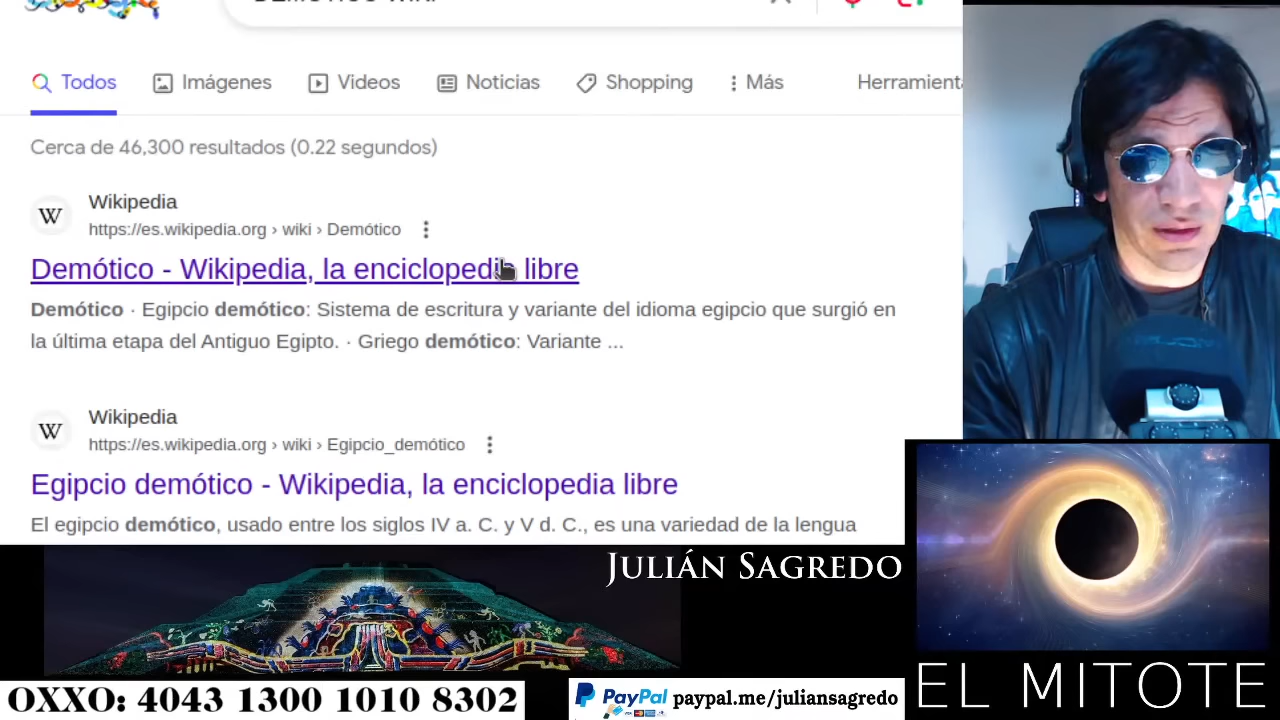 DEMÓTICO WIKI
Todos
Imágenes
Videos
Noticias
Shopping
Más
Cerca de 46,300 resultados (0.22 segundos)
W
Wikipedia
https://es.wikipedia.org › wiki › Demótico
Demótico - Wikipedia, la enciclopedia libre
Demótico · Egipcio demótico: Sistema de escritura y variante del idioma egipcio que surgió en
la última etapa del Antiguo Egipto. · Griego demótico: Variante ...
W
Wikipedia
https://es.wikipedia.org › wiki › Egipcio_demótico
Egipcio demótico - Wikipedia, la enciclopedia libre
El egipcio demótico, usado entre los siglos IV a. C. y V d. C., es una variedad de la lengua
JULIÁN SAGREDO
EL MITOTE
OXXO: 4043 1300 1010 8302
PayPal paypal.me/juliansagredo